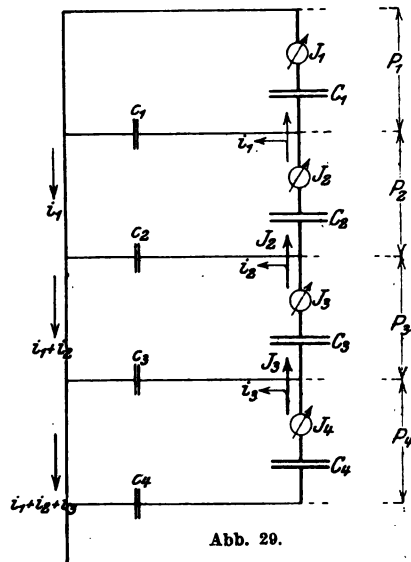 J₁
P₁
C₁
c₁
i₁
J₂
i₁
P₂
c₂
J₂
C₂
i₂
J₃
i₁+i₂
P₃
c₃
J₃
C₃
i₃
J₄
P₄
c₄
C₄
i₁+i₂+i₃
Abb. 29.